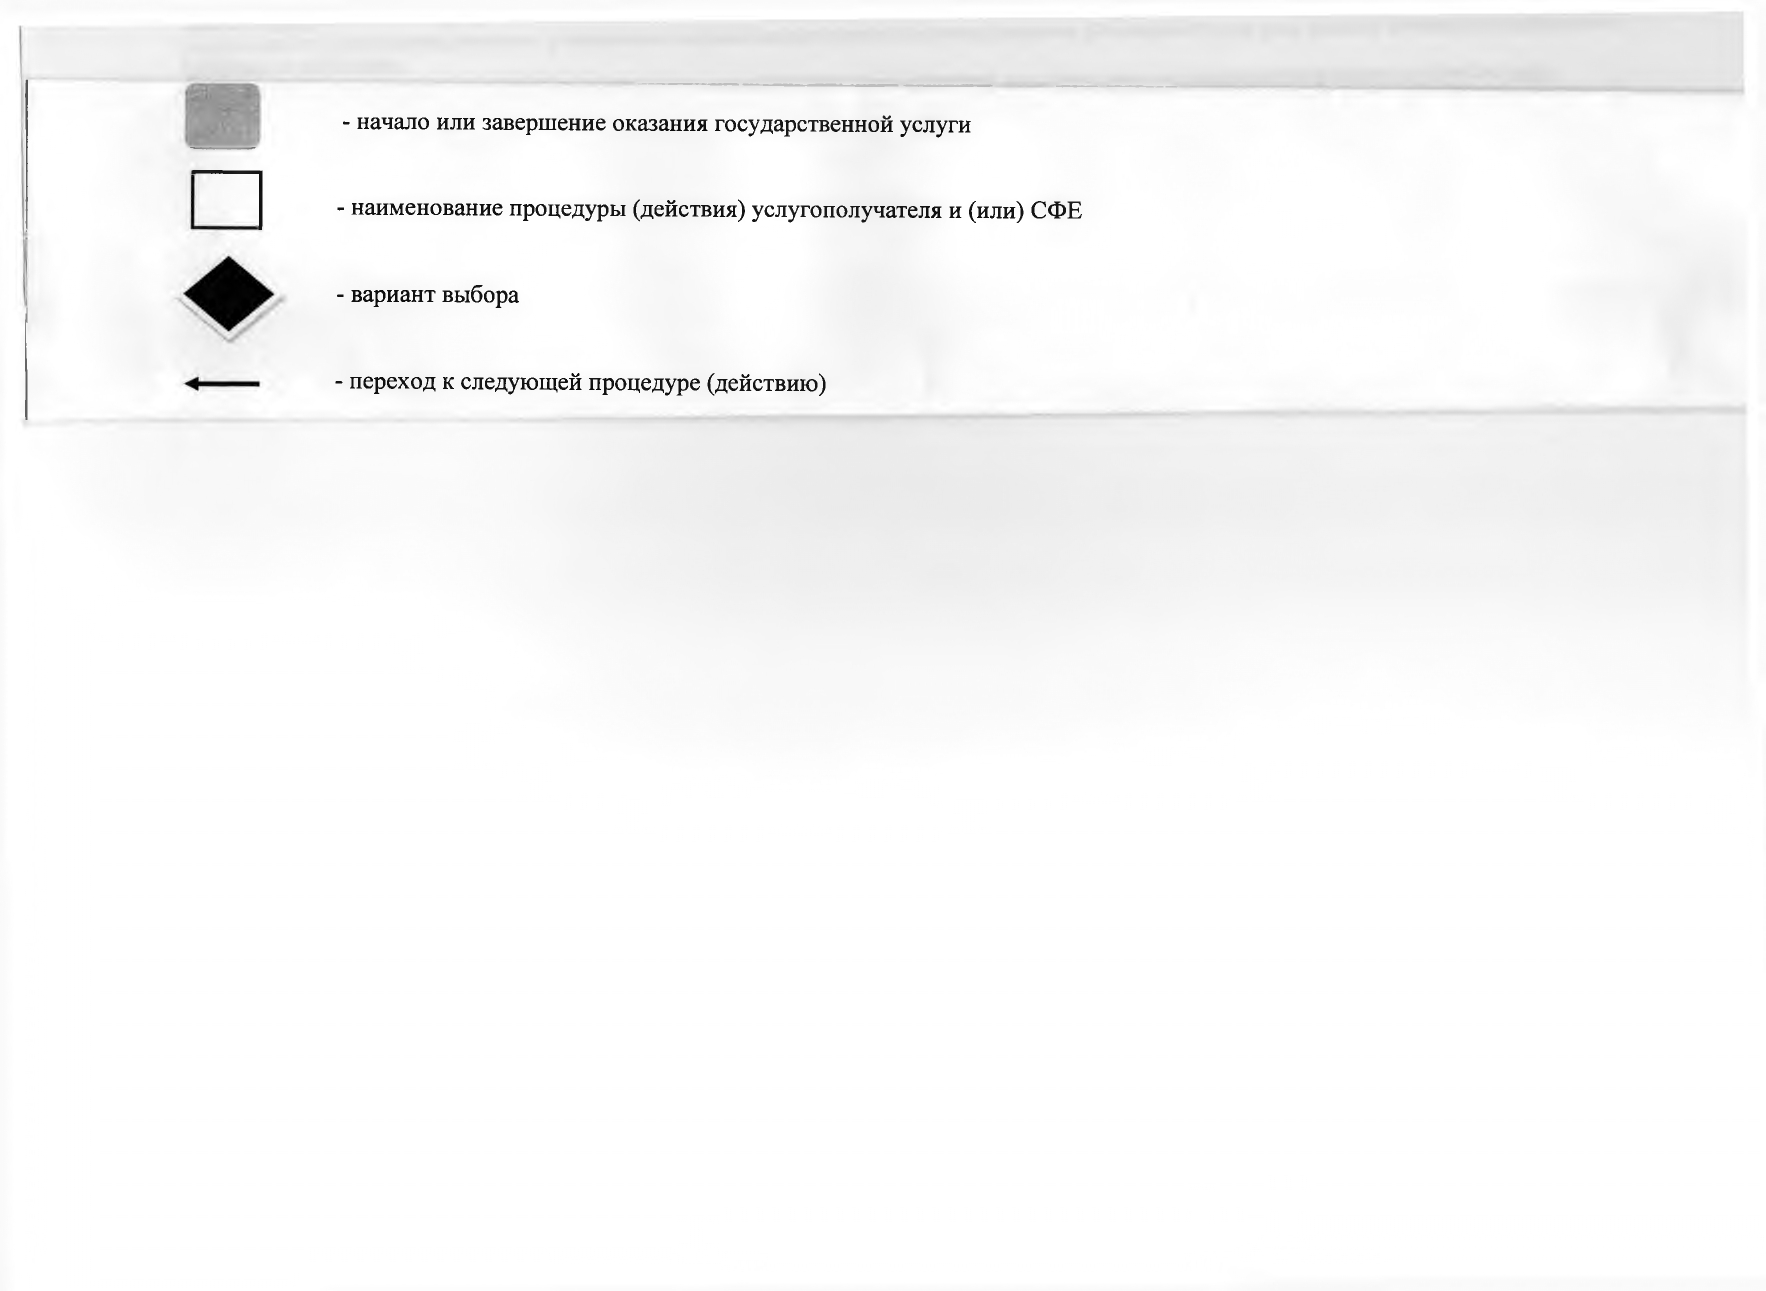 - начало или завершение оказания государственной услуги
- наименование процедуры (действия) услугополучателя и (или) СФЕ
- вариант выбора
- переход к следующей процедуре (действию)